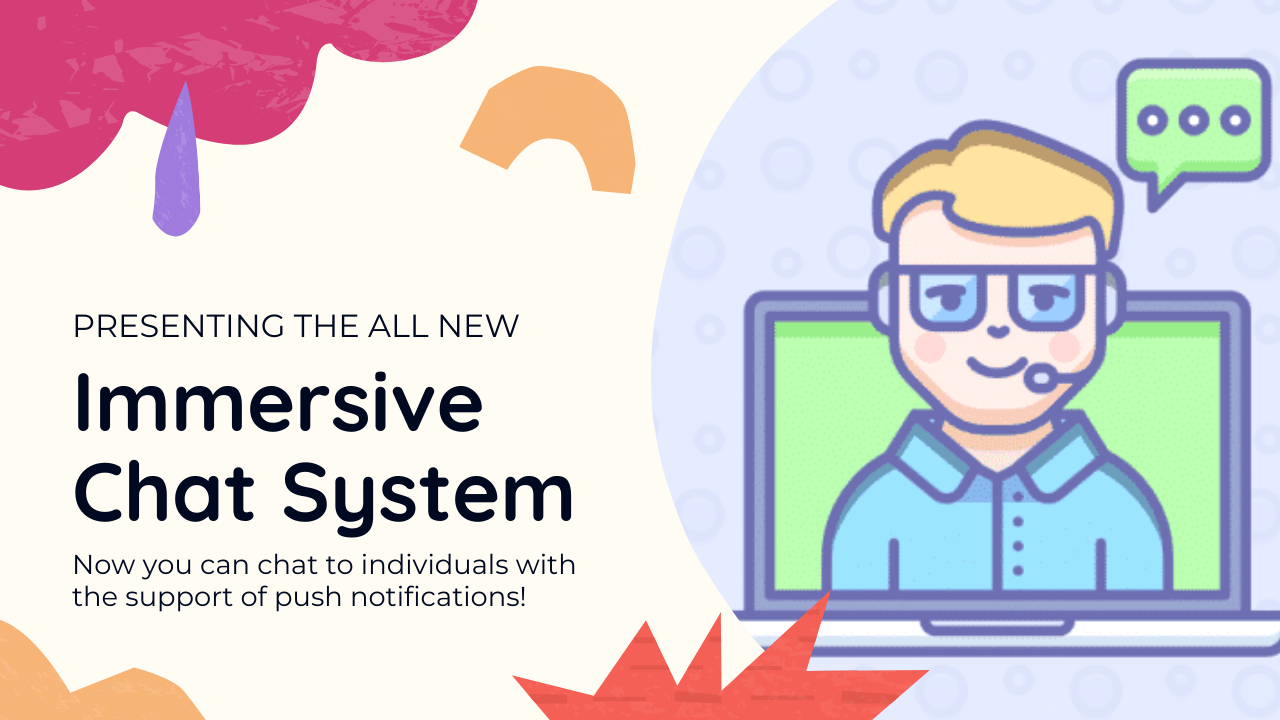 PRESENTING THE ALL NEW
Immersive
Chat System
Now you can chat to individuals with
the support of push notifications!